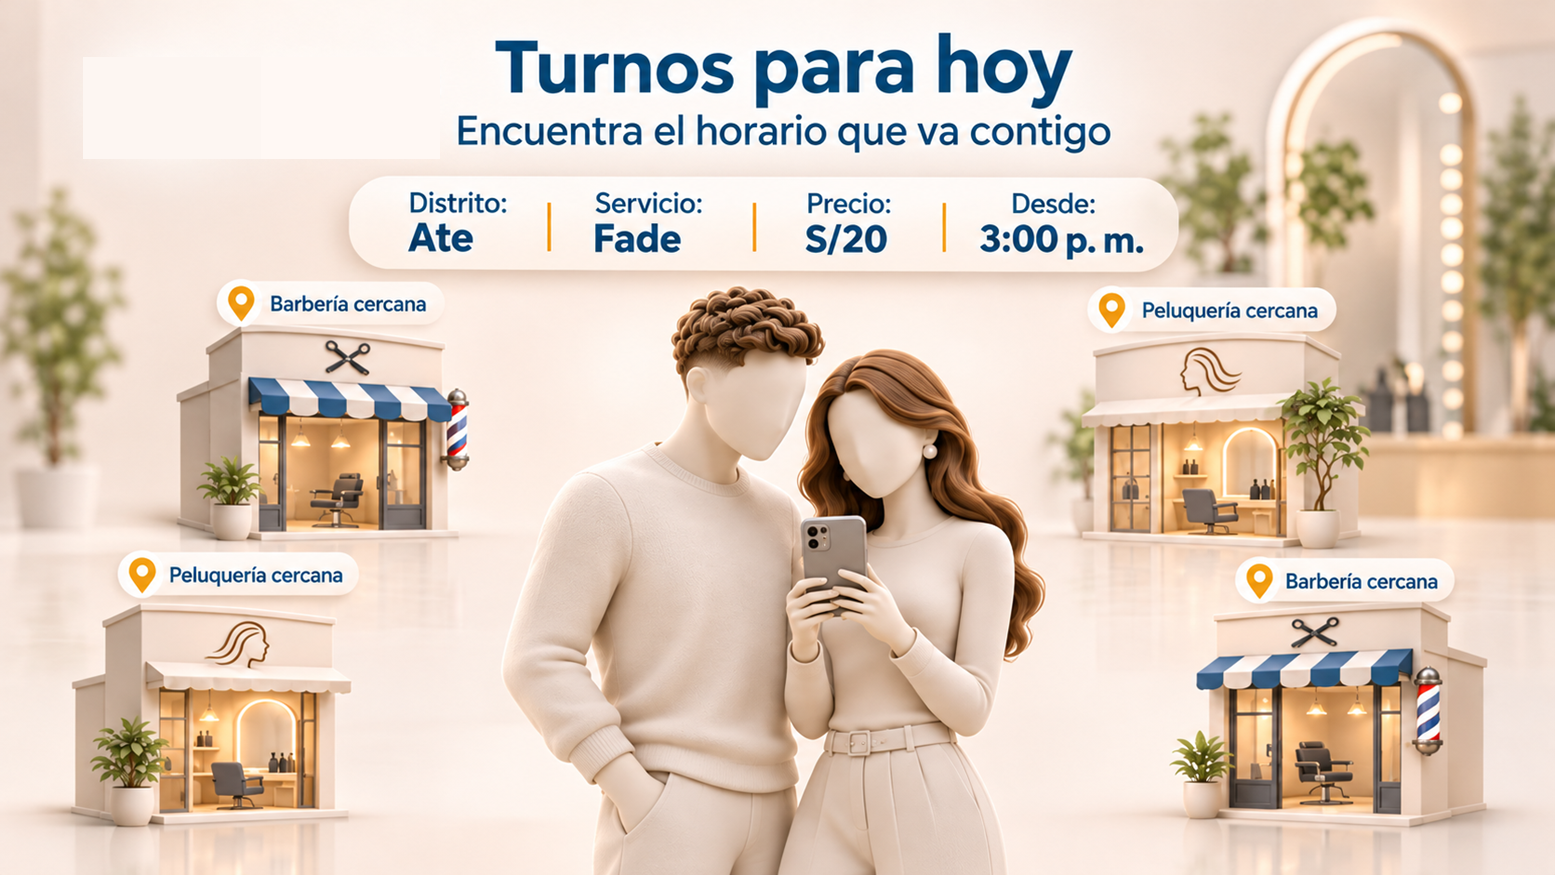 Turnos para hoy
Encuentra el horario que va contigo
Distrito:
Ate
Servicio:
Fade
Precio:
S/20
Desde:
3:00 p. m.
Barbería cercana
Peluquería cercana
Peluquería cercana
Barbería cercana